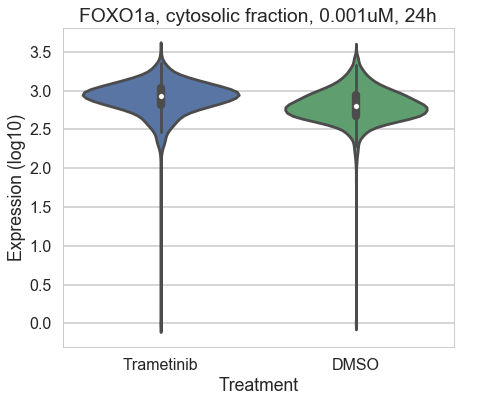 FOXO1a, cytosolic fraction, 0.001uM, 24h
Expression (log10)
3.5
3.0
2.5
2.0
1.5
1.0
0.5
0.0
Trametinib
DMSO
Treatment